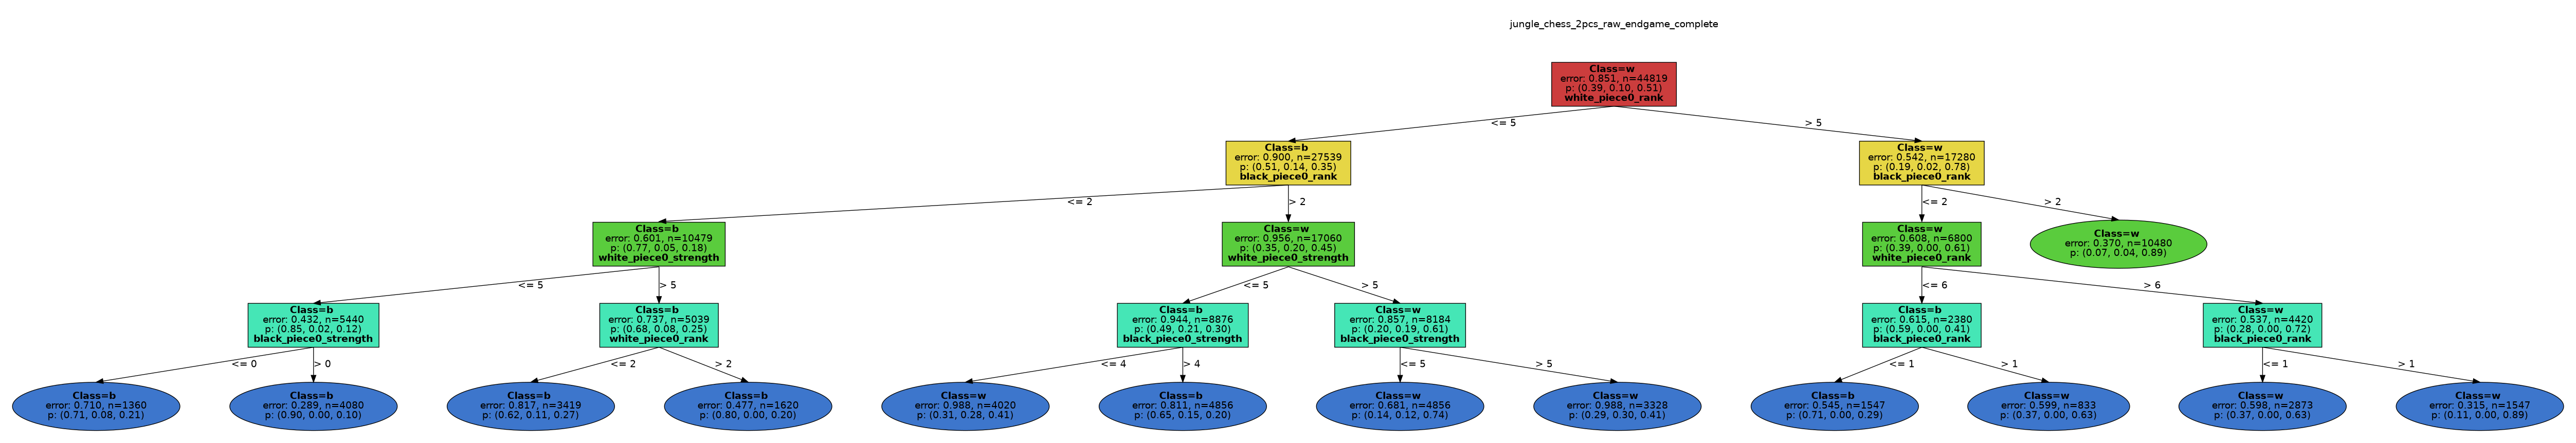 jungle_chess_2pcs_raw_endgame_complete
Class=w
error: 0.851, n=44819
p: (0.39, 0.10, 0.51)
white_piece0_rank
<= 5
> 5
Class=b
error: 0.900, n=27539
p: (0.51, 0.14, 0.35)
black_piece0_rank
Class=w
error: 0.542, n=17280
p: (0.19, 0.02, 0.78)
black_piece0_rank
<= 2
> 2
<= 2
> 2
Class=b
error: 0.601, n=10479
p: (0.77, 0.05, 0.18)
white_piece0_strength
Class=w
error: 0.956, n=17060
p: (0.35, 0.20, 0.45)
white_piece0_strength
Class=w
error: 0.608, n=6800
p: (0.39, 0.00, 0.61)
white_piece0_rank
Class=w
error: 0.370, n=10480
p: (0.07, 0.04, 0.89)
<= 5
> 5
<= 5
> 5
<= 6
> 6
Class=b
error: 0.432, n=5440
p: (0.85, 0.02, 0.12)
black_piece0_strength
Class=b
error: 0.737, n=5039
p: (0.68, 0.08, 0.25)
white_piece0_rank
Class=b
error: 0.944, n=8876
p: (0.49, 0.21, 0.30)
black_piece0_strength
Class=w
error: 0.857, n=8184
p: (0.20, 0.19, 0.61)
black_piece0_strength
Class=b
error: 0.615, n=2380
p: (0.59, 0.00, 0.41)
black_piece0_rank
Class=w
error: 0.537, n=4420
p: (0.28, 0.00, 0.72)
black_piece0_rank
<= 0
> 0
<= 2
> 2
<= 4
> 4
<= 5
> 5
<= 1
> 1
<= 1
> 1
Class=b
error: 0.710, n=1360
p: (0.71, 0.08, 0.21)
Class=b
error: 0.289, n=4080
p: (0.90, 0.00, 0.10)
Class=b
error: 0.817, n=3419
p: (0.62, 0.11, 0.27)
Class=b
error: 0.477, n=1620
p: (0.80, 0.00, 0.20)
Class=w
error: 0.988, n=4020
p: (0.31, 0.28, 0.41)
Class=b
error: 0.811, n=4856
p: (0.65, 0.15, 0.20)
Class=w
error: 0.681, n=4856
p: (0.14, 0.12, 0.74)
Class=w
error: 0.988, n=3328
p: (0.29, 0.30, 0.41)
Class=b
error: 0.545, n=1547
p: (0.71, 0.00, 0.29)
Class=w
error: 0.599, n=833
p: (0.37, 0.00, 0.63)
Class=w
error: 0.598, n=2873
p: (0.37, 0.00, 0.63)
Class=w
error: 0.315, n=1547
p: (0.11, 0.00, 0.89)